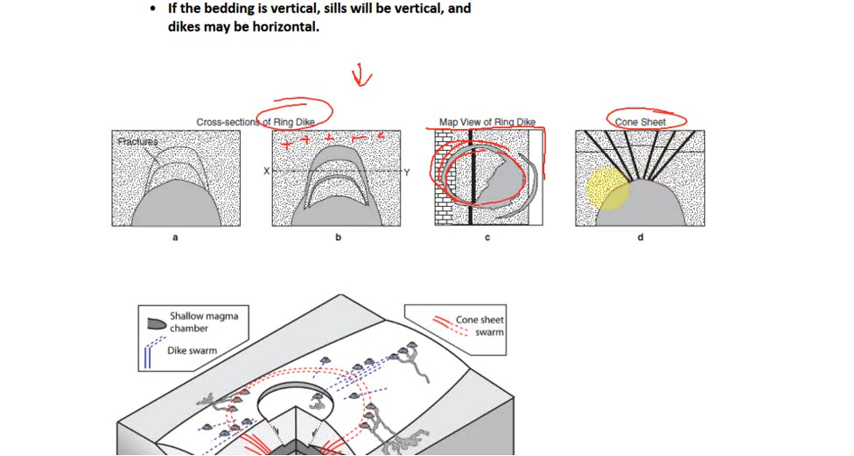 • If the bedding is vertical, sills will be vertical, and
dikes may be horizontal.
Cross-sections of Ring Dike
Map View of Ring Dike
Cone Sheet
Fractures
X
Y
a
b
c
d
Shallow magma
chamber
Dike swarm
Cone sheet
swarm